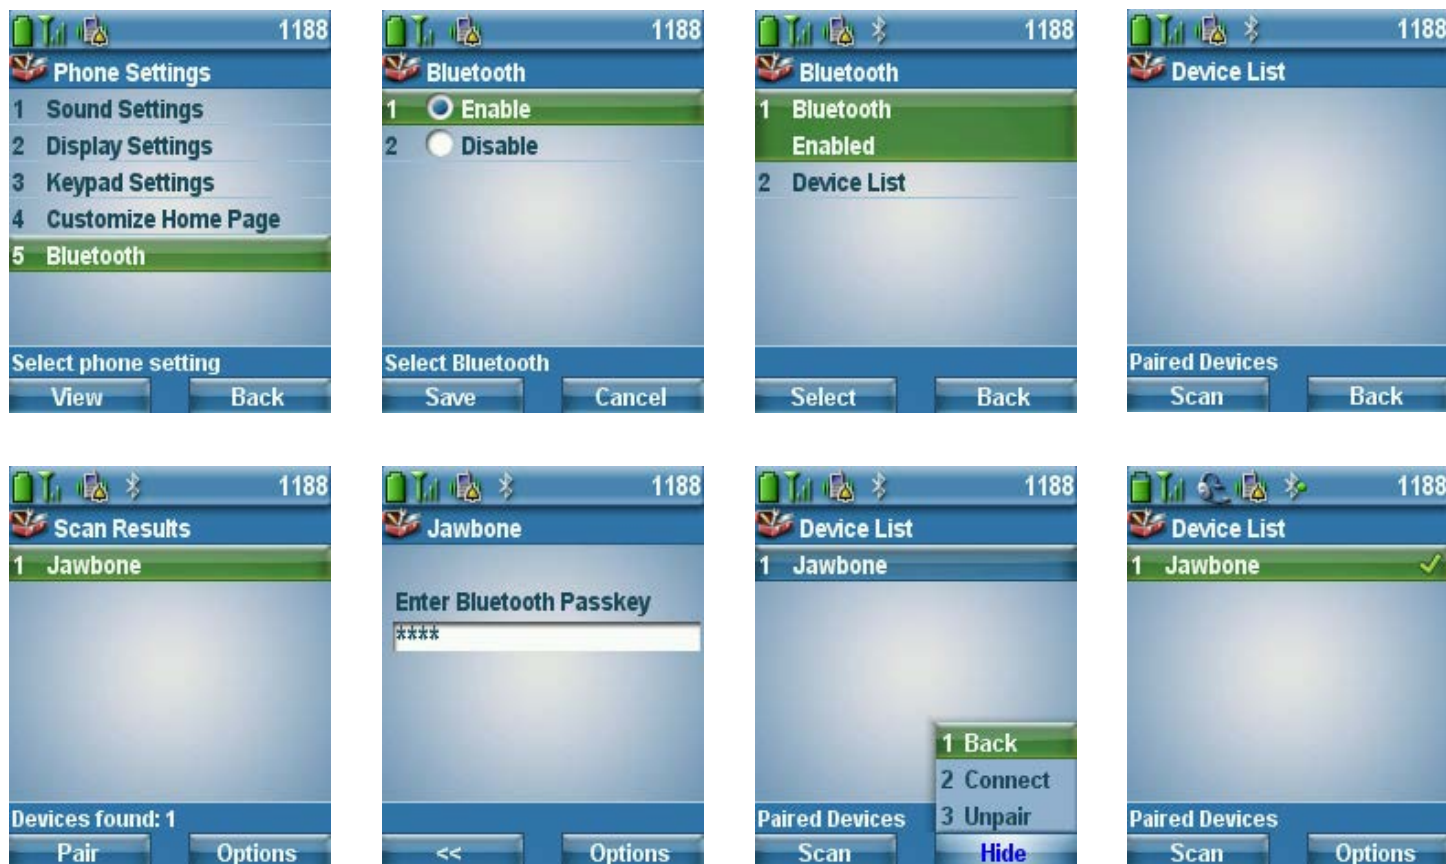 1188
Phone Settings
1 Sound Settings
2 Display Settings
3 Keypad Settings
4 Customize Home Page
5 Bluetooth
Select phone setting
View Back
1188
Bluetooth
1 Enable
2 Disable
Select Bluetooth
Save Cancel
1188
Bluetooth
1 Bluetooth
Enabled
2 Device List
Select Back
1188
Device List
Paired Devices
Scan Back
1188
Scan Results
1 Jawbone
Devices found: 1
Pair Options
1188
Jawbone
Enter Bluetooth Passkey
****
<< Options
1188
Device List
1 Jawbone
1 Back
2 Connect
3 Unpair
Paired Devices
Scan Hide
1188
Device List
1 Jawbone
Paired Devices
Scan Options